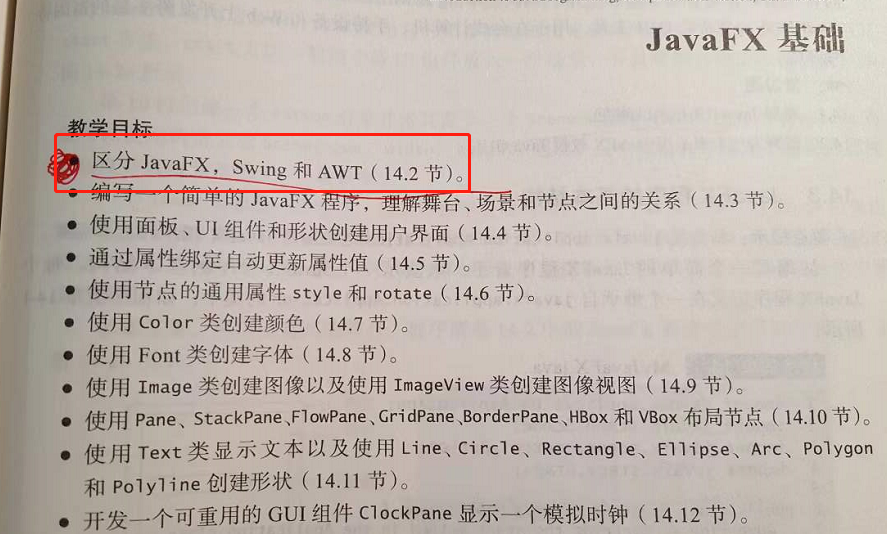 JavaFX 基础
教学目标
区分 JavaFX，Swing 和 AWT（14.2 节）。
编写一个简单的 JavaFX 程序，理解舞台、场景和节点之间的关系（14.3 节）。
使用面板、UI 组件和形状创建用户界面（14.4 节）。
通过属性绑定自动更新属性值（14.5 节）。
使用节点的通用属性 style 和 rotate（14.6 节）。
使用 Color 类创建颜色（14.7 节）。
使用 Font 类创建字体（14.8 节）。
使用 Image 类创建图像以及使用 ImageView 类创建图像视图（14.9 节）。
使用 Pane、StackPane、FlowPane、GridPane、BorderPane、HBox 和 VBox 布局节点（14.10 节）。
使用 Text 类显示文本以及使用 Line、Circle、Rectangle、Ellipse、Arc、Polygon
和 Polyline 创建形状（14.11 节）。
开发一个可重用的 GUI 组件 ClockPane 显示一个模拟时钟（14.12 节）。